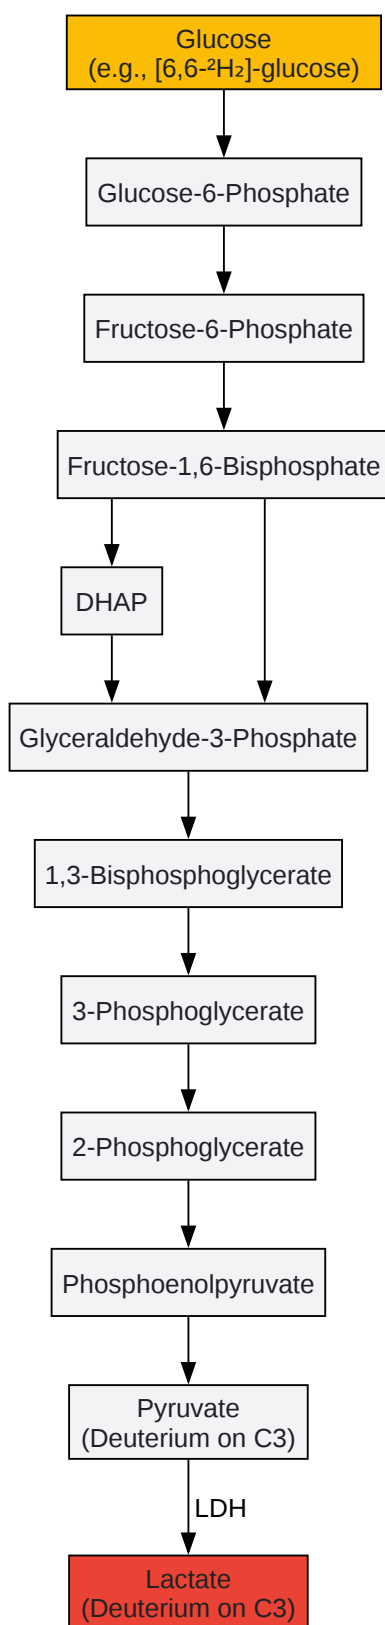 Glucose
(e.g., [6,6-²H₂]-glucose)
Glucose-6-Phosphate
Fructose-6-Phosphate
Fructose-1,6-Bisphosphate
DHAP
Glyceraldehyde-3-Phosphate
1,3-Bisphosphoglycerate
3-Phosphoglycerate
2-Phosphoglycerate
Phosphoenolpyruvate
Pyruvate
(Deuterium on C3)
LDH
Lactate
(Deuterium on C3)